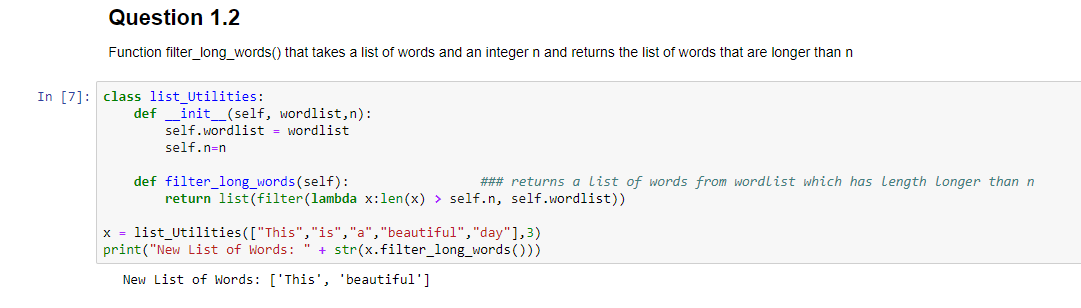 Question 1.2
Function filter_long_words() that takes a list of words and an integer n and returns the list of words that are longer than n
In [7]: class list_Utilities:
    def __init__(self, wordlist,n):
        self.wordlist = wordlist
        self.n=n
    def filter_long_words(self):                 ### returns a list of words from wordlist which has length longer than n
        return list(filter(lambda x:len(x) > self.n, self.wordlist))
x = list_Utilities(["This","is","a","beautiful","day"],3)
print("New List of Words: " + str(x.filter_long_words()))
New List of Words: ['This', 'beautiful']